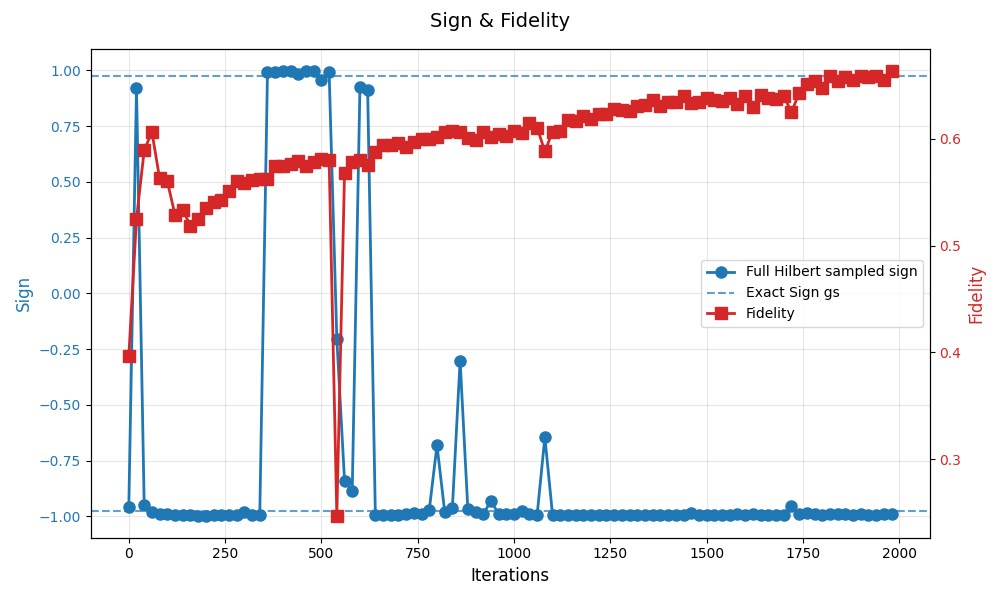 Sign & Fidelity
1.00
0.75
0.50
0.25
0.00
−0.25
−0.50
−0.75
−1.00
Sign
0.6
0.5
0.4
0.3
Fidelity
Full Hilbert sampled sign
Exact Sign gs
Fidelity
0 250 500 750 1000 1250 1500 1750 2000
Iterations